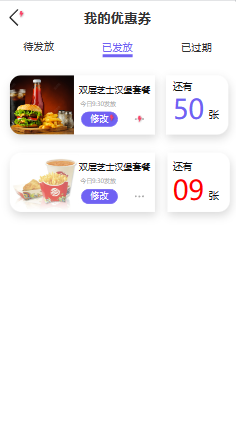 我的优惠券
待发放 已发放 已过期
双层芝士汉堡套餐
今日9:30发放
修改
还有
50 张
双层芝士汉堡套餐
今日9:30发放
修改
还有
09 张